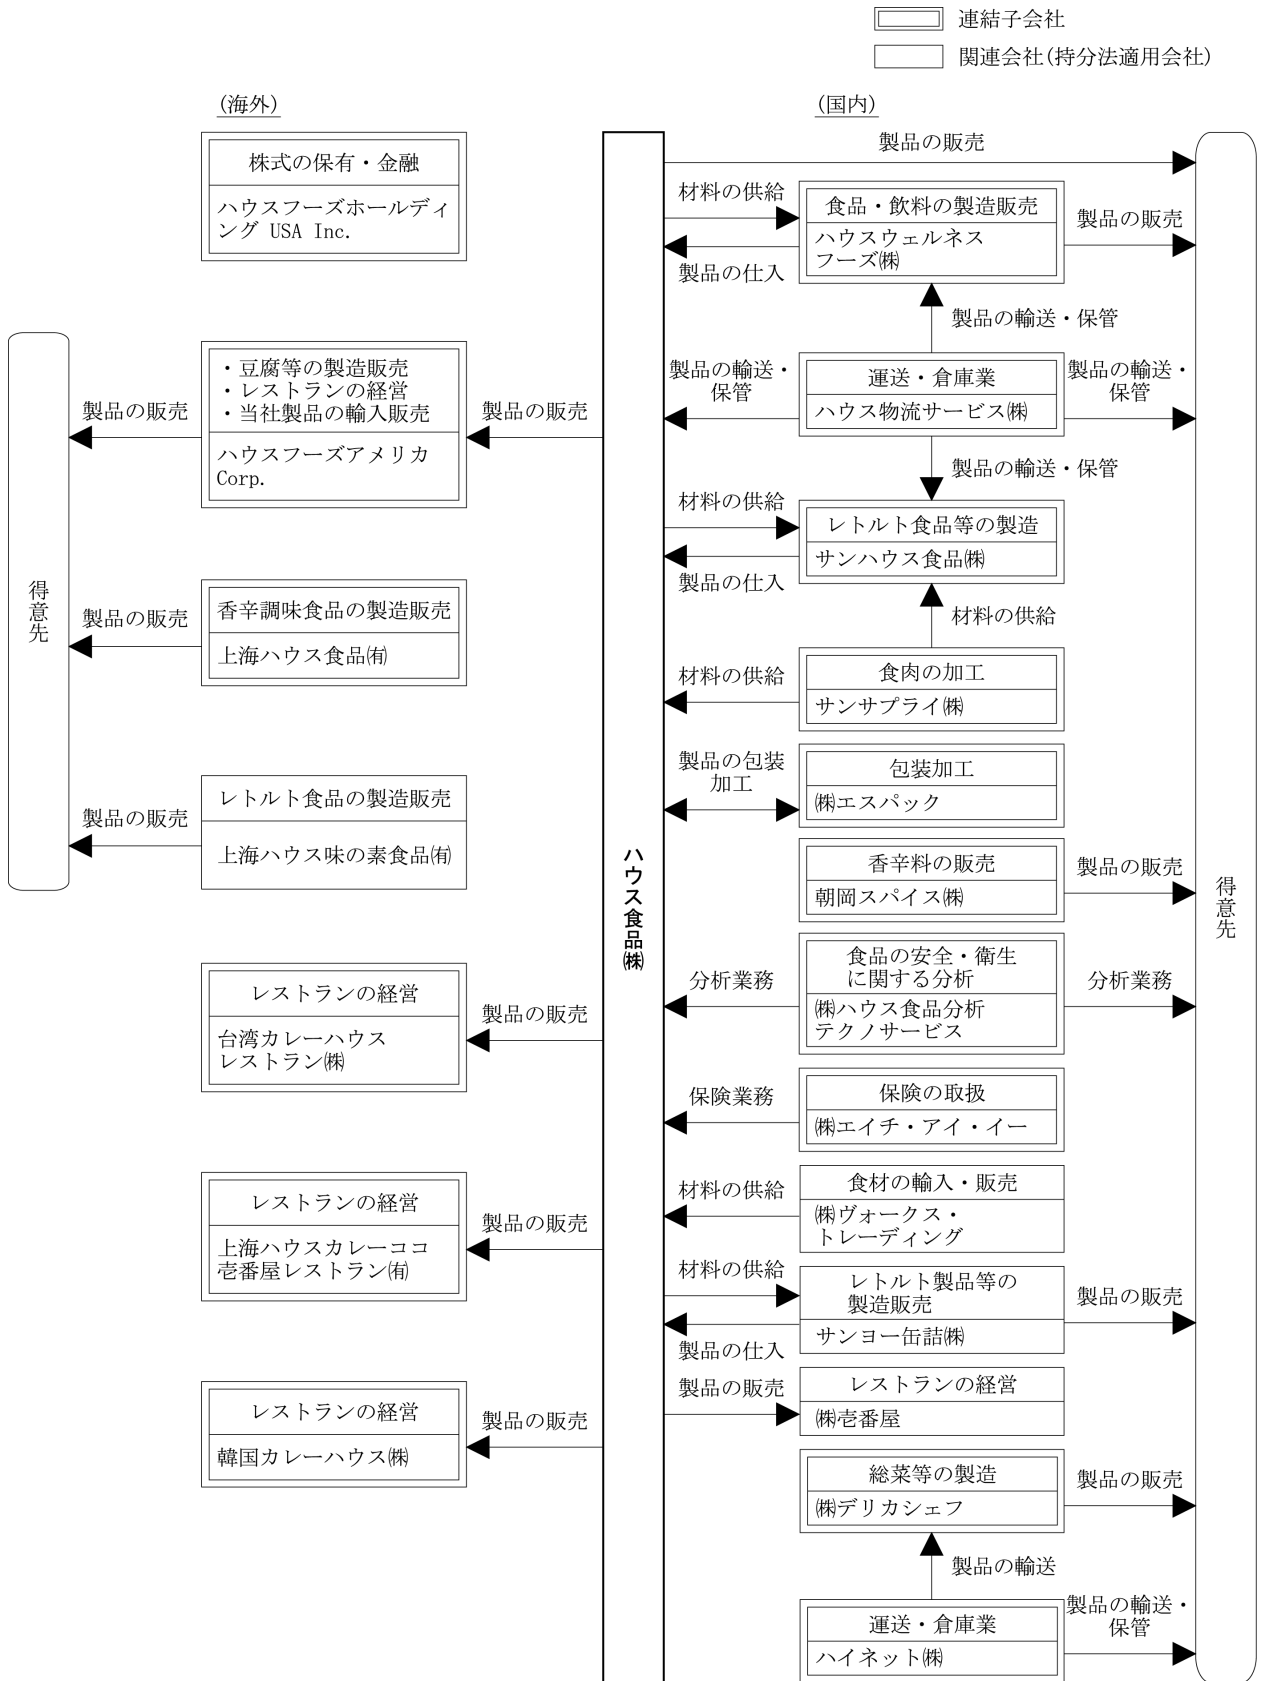 連結子会社
関連会社(持分法適用会社)
(海外)
株式の保有・金融
ハウスフーズホールディ
ング USA Inc.
・豆腐等の製造販売
・レストランの経営
・当社製品の輸入販売
ハウスフーズアメリカ
Corp.
製品の販売
製品の販売
香辛調味食品の製造販売
上海ハウス食品㈲
製品の販売
レトルト食品の製造販売
上海ハウス味の素食品㈲
製品の販売
得意先
レストランの経営
台湾カレーハウス
レストラン㈱
製品の販売
レストランの経営
上海ハウスカレーココ
壱番屋レストラン㈲
製品の販売
レストランの経営
韓国カレーハウス㈱
製品の販売
ハウス食品㈱
(国内)
製品の販売
材料の供給
食品・飲料の製造販売
ハウスウェルネス
フーズ㈱
製品の販売
製品の仕入
製品の輸送・保管
製品の輸送・
保管
運送・倉庫業
ハウス物流サービス㈱
製品の輸送・
保管
製品の輸送・保管
材料の供給
レトルト食品等の製造
サンハウス食品㈱
製品の仕入
材料の供給
材料の供給
食肉の加工
サンサプライ㈱
製品の包装
加工
包装加工
㈱エスパック
香辛料の販売
朝岡スパイス㈱
製品の販売
分析業務
食品の安全・衛生
に関する分析
㈱ハウス食品分析
テクノサービス
分析業務
保険業務
保険の取扱
㈱エイチ・アイ・イー
材料の供給
食材の輸入・販売
㈱ヴォークス・
トレーディング
材料の供給
レトルト製品等の
製造販売
サンヨー缶詰㈱
製品の販売
製品の仕入
製品の販売
レストランの経営
㈱壱番屋
総菜等の製造
㈱デリカシェフ
製品の販売
製品の輸送
運送・倉庫業
ハイネット㈱
製品の輸送・
保管
得意先